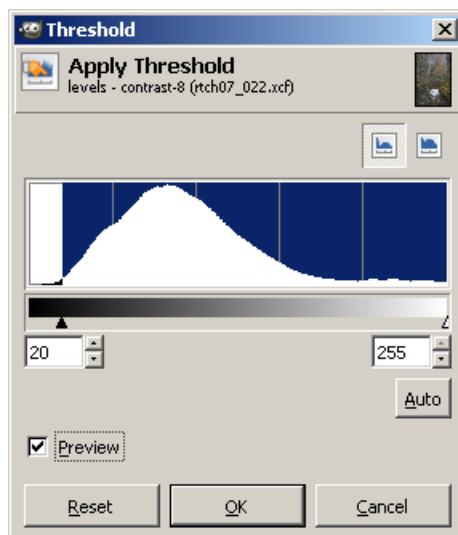 Threshold
Apply Threshold
levels - contrast-8 (rtch07_022.xcf)
20 255
Auto
Preview
Reset OK Cancel